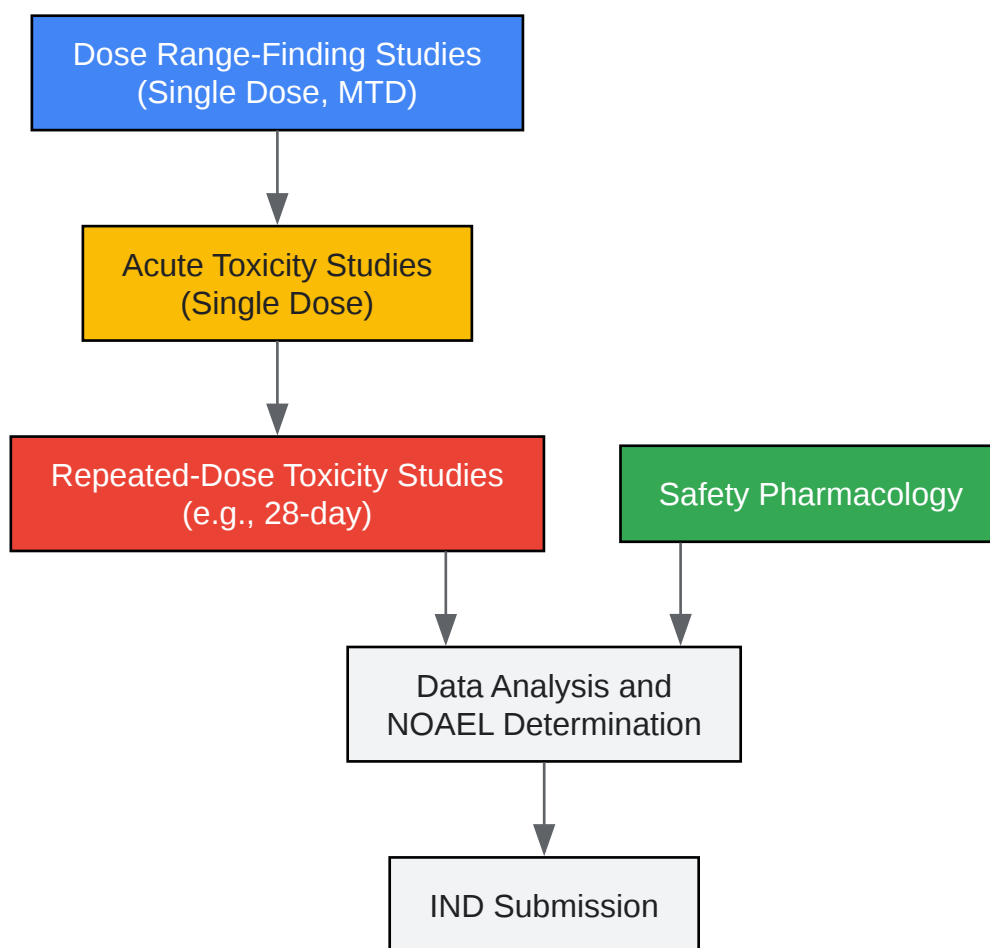 Dose Range-Finding Studies
(Single Dose, MTD)
Acute Toxicity Studies
(Single Dose)
Repeated-Dose Toxicity Studies
(e.g., 28-day)
Safety Pharmacology
Data Analysis and
NOAEL Determination
IND Submission